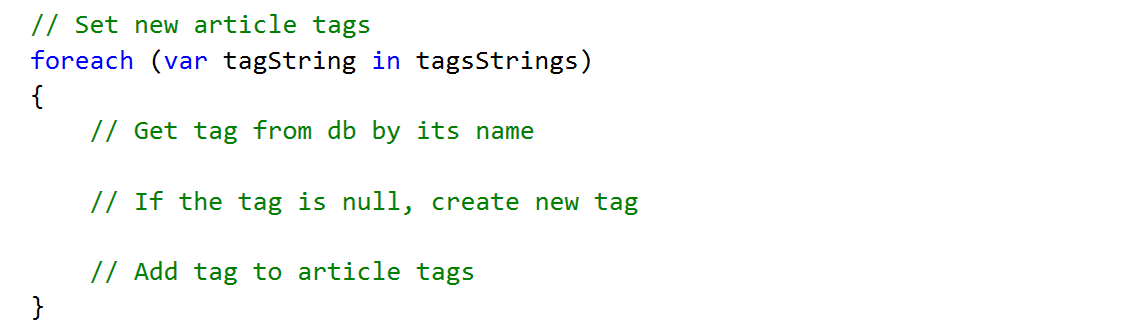 // Set new article tags
foreach (var tagString in tagsStrings)
{
    // Get tag from db by its name
    // If the tag is null, create new tag
    // Add tag to article tags
}